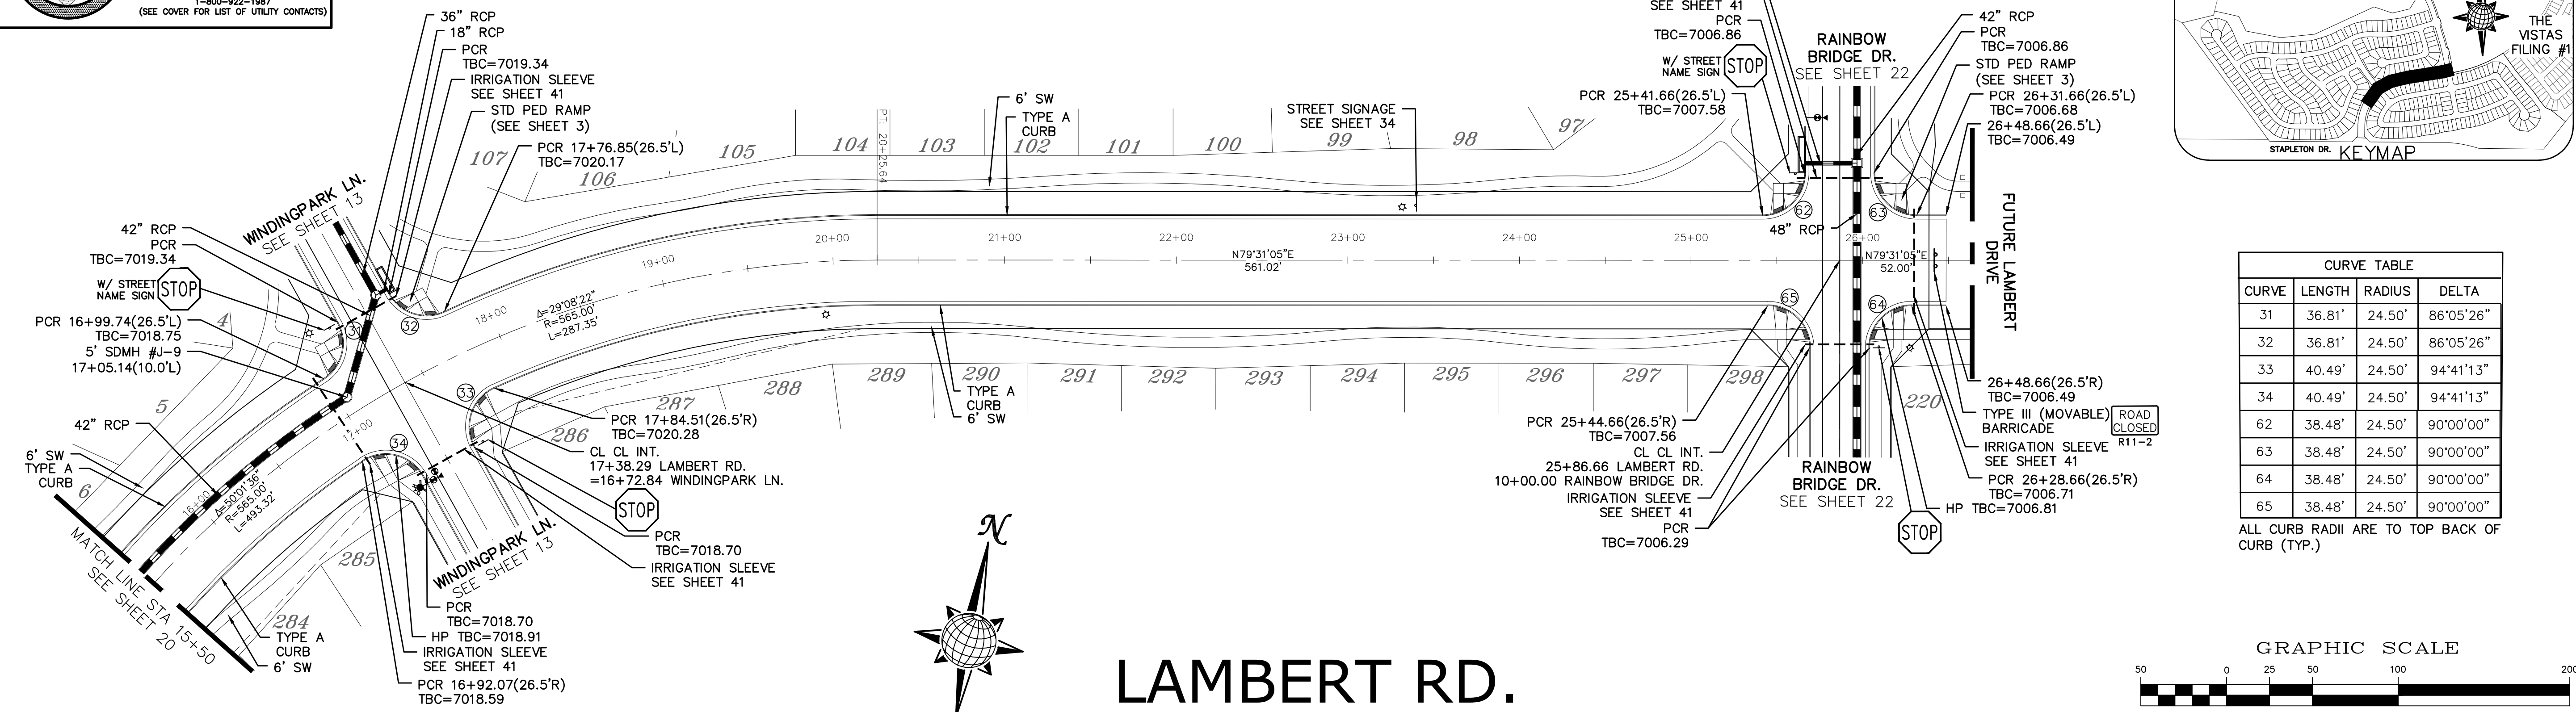 1-800-922-1987
(SEE COVER FOR LIST OF UTILITY CONTACTS)
36" RCP
18" RCP
PCR
TBC=7019.34
IRRIGATION SLEEVE
SEE SHEET 41
STD PED RAMP
(SEE SHEET 3)
PCR 17+76.85(26.5'L)
TBC=7020.17
WINDINGPARK LN.
SEE SHEET 13
42" RCP
PCR
TBC=7019.34
W/ STREET
NAME SIGN
STOP
PCR 16+99.74(26.5'L)
TBC=7018.75
5' SDMH #J-9
17+05.14(10.0'L)
42" RCP
6' SW
TYPE A
CURB
4
5
6
MATCH LINE STA 15+50
SEE SHEET 20
16+00
Δ=50°01'36"
R=565.00'
L=493.32'
17+00
31
32
33
34
18+00
Δ=29°08'22"
R=565.00'
L=287.35'
19+00
107
106
105
104
103
102
101
100
99
98
97
PT: 20+25.64
6' SW
TYPE A
CURB
STREET SIGNAGE
SEE SHEET 34
20+00
21+00
22+00
23+00
24+00
25+00
26+00
N79°31'05"E
561.02'
N79°31'05"E
52.00'
284
285
286
287
288
289
290
291
292
293
294
295
296
297
298
220
TYPE A
CURB
6' SW
PCR 17+84.51(26.5'R)
TBC=7020.28
CL CL INT.
17+38.29 LAMBERT RD.
=16+72.84 WINDINGPARK LN.
STOP
PCR
TBC=7018.70
IRRIGATION SLEEVE
SEE SHEET 41
WINDINGPARK LN.
SEE SHEET 13
PCR
TBC=7018.70
HP TBC=7018.91
IRRIGATION SLEEVE
SEE SHEET 41
PCR 16+92.07(26.5'R)
TBC=7018.59
TYPE A
CURB
6' SW
SEE SHEET 41
PCR
TBC=7006.86
W/ STREET
NAME SIGN
STOP
PCR 25+41.66(26.5'L)
TBC=7007.58
RAINBOW
BRIDGE DR.
SEE SHEET 22
42" RCP
PCR
TBC=7006.86
STD PED RAMP
(SEE SHEET 3)
PCR 26+31.66(26.5'L)
TBC=7006.68
26+48.66(26.5'L)
TBC=7006.49
62
63
64
65
48" RCP
FUTURE LAMBERT
DRIVE
PCR 25+44.66(26.5'R)
TBC=7007.56
CL CL INT.
25+86.66 LAMBERT RD.
10+00.00 RAINBOW BRIDGE DR.
IRRIGATION SLEEVE
SEE SHEET 41
PCR
TBC=7006.29
RAINBOW
BRIDGE DR.
SEE SHEET 22
26+48.66(26.5'R)
TBC=7006.49
TYPE III (MOVABLE)
BARRICADE
ROAD
CLOSED
R11-2
IRRIGATION SLEEVE
SEE SHEET 41
PCR 26+28.66(26.5'R)
TBC=7006.71
HP TBC=7006.81
STOP
THE
VISTAS
FILING #1
STAPLETON DR.
KEYMAP
CURVE TABLE
CURVE LENGTH RADIUS DELTA
31 36.81' 24.50' 86°05'26"
32 36.81' 24.50' 86°05'26"
33 40.49' 24.50' 94°41'13"
34 40.49' 24.50' 94°41'13"
62 38.48' 24.50' 90°00'00"
63 38.48' 24.50' 90°00'00"
64 38.48' 24.50' 90°00'00"
65 38.48' 24.50' 90°00'00"
ALL CURB RADII ARE TO TOP BACK OF
CURB (TYP.)
N
LAMBERT RD.
GRAPHIC SCALE
50 0 25 50 100 200